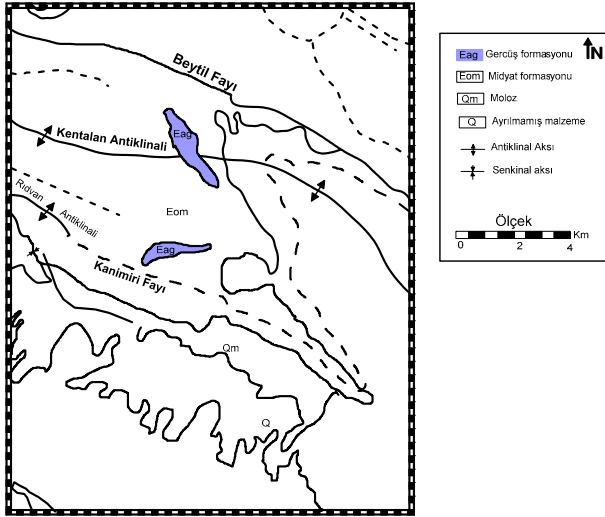 Beytil Fayı
Eag
Kentalan Antiklinali
Rıdvan
Antiklinali
Eom
Eag
Kanimiri Fayı
Qm
Q
N
Eag Gercüş formasyonu
Eom Midyat formasyonu
Qm Moloz
Q Ayrılmamış malzeme
Antiklinal Aksı
Senkinal aksı
Ölçek
Km
0 2 4